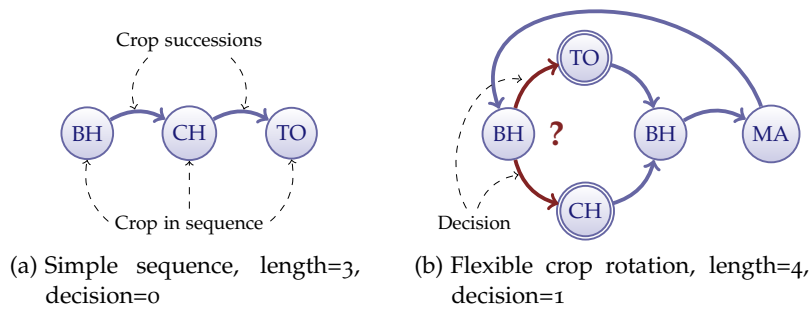 Crop successions
BH
CH
TO
Crop in sequence
(a) Simple sequence, length=3,
decision=0
TO
BH
?
BH
MA
CH
Decision
(b) Flexible crop rotation, length=4,
decision=1